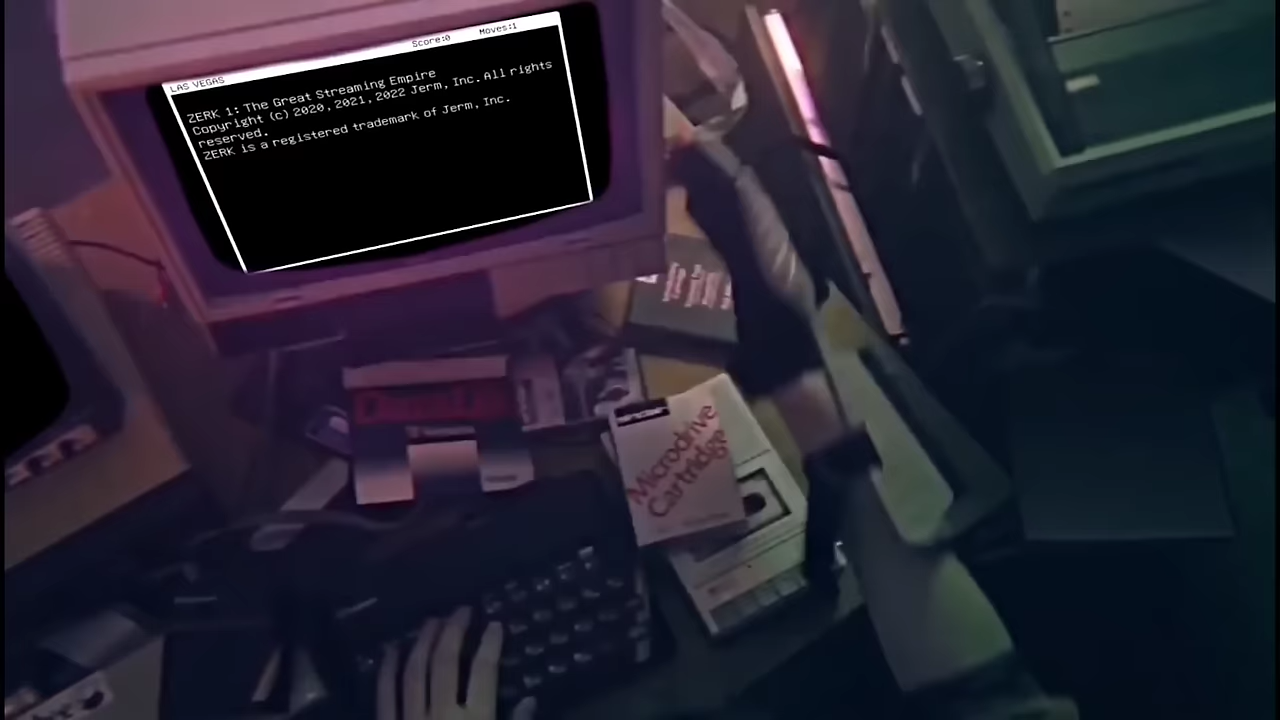 LAS VEGAS Score:0 Moves:1
ZERK 1: The Great Streaming Empire
Copyright (c) 2020, 2021, 2022 Jerm, Inc. All rights
reserved.
ZERK is a registered trademark of Jerm, Inc.
Microdrive
Cartridge